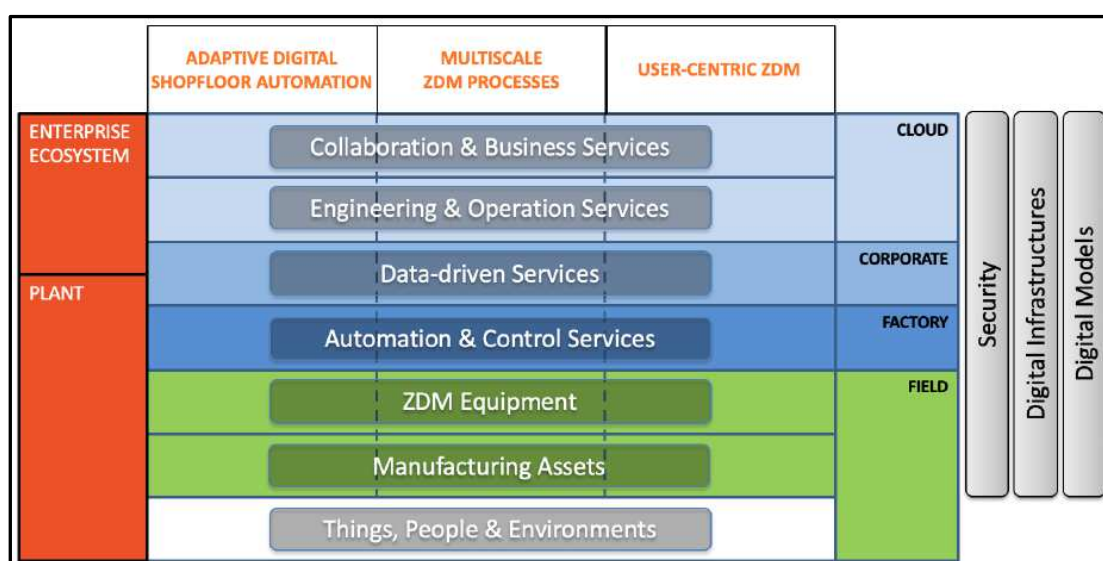 ADAPTIVE DIGITAL
SHOPFLOOR AUTOMATION
MULTISCALE
ZDM PROCESSES
USER-CENTRIC ZDM
ENTERPRISE
ECOSYSTEM
PLANT
Collaboration & Business Services
Engineering & Operation Services
Data-driven Services
Automation & Control Services
ZDM Equipment
Manufacturing Assets
Things, People & Environments
CLOUD
CORPORATE
FACTORY
FIELD
Security
Digital Infrastructures
Digital Models